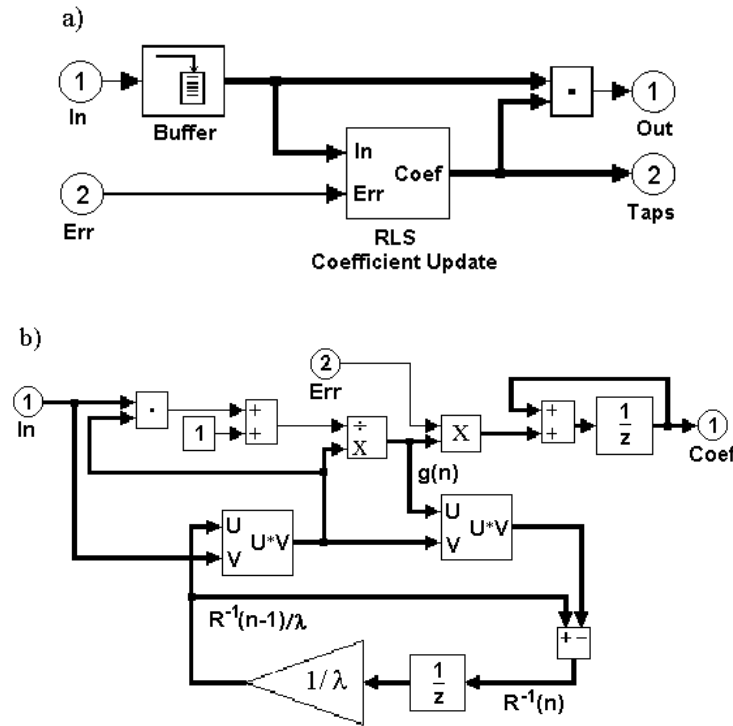 a)
1
In
Buffer
In
Err
Coef
RLS
Coefficient Update
2
Err
·
1
Out
2
Taps
b)
1
In
·
1
+
+
2
Err
÷
X
g(n)
X
+
+
1
z
1
Coef
U
V
U*V
U
V
U*V
R⁻¹(n-1)/λ
+ −
1/λ
1
z
R⁻¹(n)